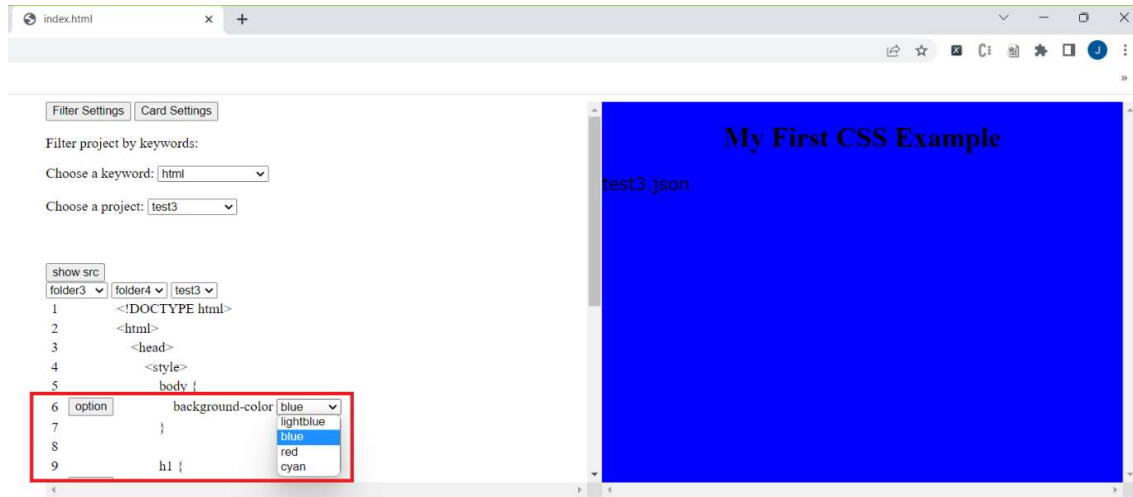 index.html
J
»
Filter Settings Card Settings
Filter project by keywords:
Choose a keyword: html
Choose a project: test3
show src
folder3 folder4 test3
1 <!DOCTYPE html>
2 <html>
3 <head>
4 <style>
5 body {
6 option background-color blue
lightblue
7 }
blue
8
red
9 h1 {
cyan
My First CSS Example
test3.json